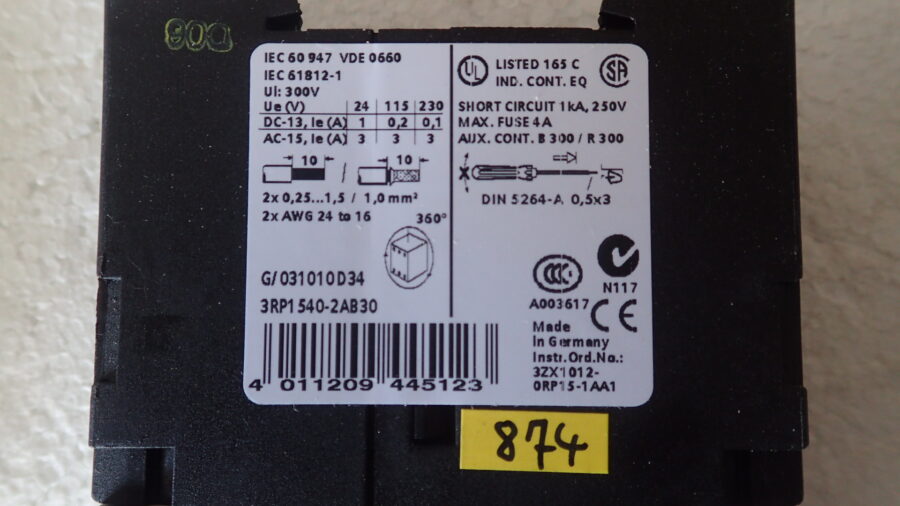 IEC 60 947 VDE 0660
IEC 61812-1
Ui: 300V
Ue (V) 24 115 230
DC-13, Ie (A) 1 0,2 0,1
AC-15, Ie (A) 3 3 3
10 / 10
2x 0,25...1,5 / 1,0 mm²
2x AWG 24 to 16
360°
G/ 031010D34
3RP1540-2AB30
4 011209 445123
UL LISTED 165 C SA
IND. CONT. EQ
SHORT CIRCUIT 1kA, 250V
MAX. FUSE 4A
AUX. CONT. B 300 / R 300
DIN 5264-A 0,5x3
CCC
N117
A003617 CE
Made
In Germany
Instr.Ord.No.:
3ZX1012-
0RP15-1AA1
874